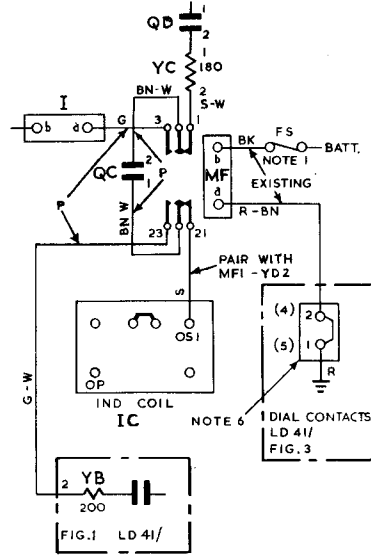 1
QD
2
1
YC
180
2
BN-W
S-W
I
G
3
1
b
a
QC
2
1
P
P
BN W
b
MF
a
BK
FS
BATT.
NOTE 1
EXISTING
R-BN
23
21
PAIR WITH
MF1-YD2
S
G-W
OS1
OP
IND COIL
IC
(4)
2
(5)
1
R
NOTE 6
DIAL CONTACTS
LD 41/
FIG. 3
2
YB
200
FIG.1 LD 41/